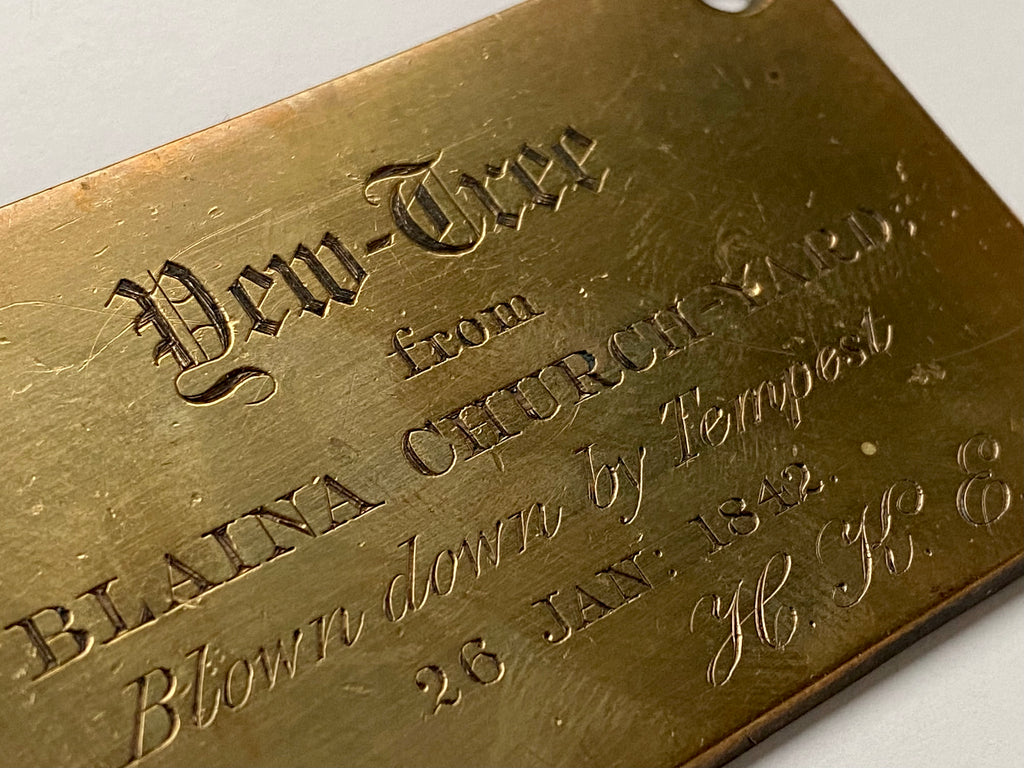 Yew-Tree
from
BLAINA CHURCH-YARD;
Blown down by Tempest
26 JAN: 1842.
H. K. E.